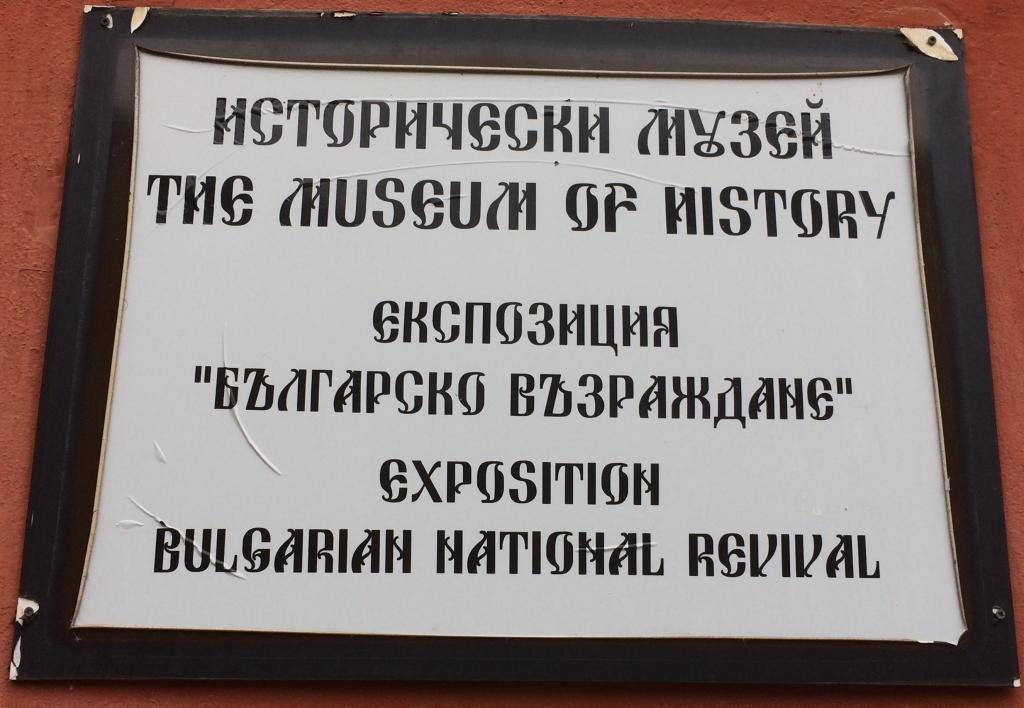 ИСТОРИЧЕСКИ МУЗЕЙ
THE MUSEUM OF HISTORY
ЕКСПОЗИЦИЯ
"БЪЛГАРСКО ВЪЗРАЖДАНЕ"
EXPOSITION
BULGARIAN NATIONAL REVIVAL